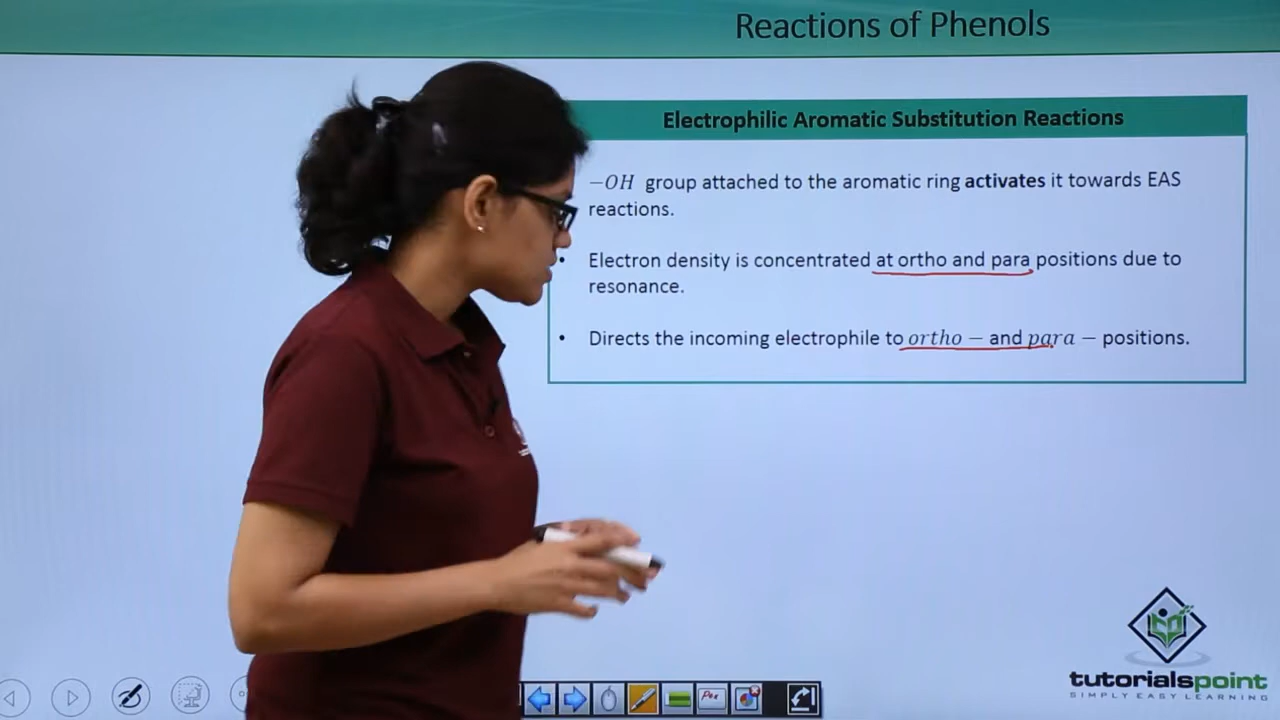 Reactions of Phenols
Electrophilic Aromatic Substitution Reactions
−OH group attached to the aromatic ring activates it towards EAS
reactions.
• Electron density is concentrated at ortho and para positions due to
resonance.
• Directs the incoming electrophile to ortho − and para − positions.
tutorialspoint
SIMPLY EASY LEARNING
Pen